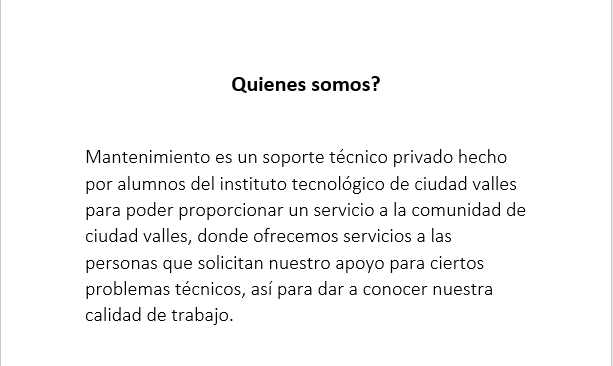 Quienes somos?
Mantenimiento es un soporte técnico privado hecho
por alumnos del instituto tecnológico de ciudad valles
para poder proporcionar un servicio a la comunidad de
ciudad valles, donde ofrecemos servicios a las
personas que solicitan nuestro apoyo para ciertos
problemas técnicos, así para dar a conocer nuestra
calidad de trabajo.